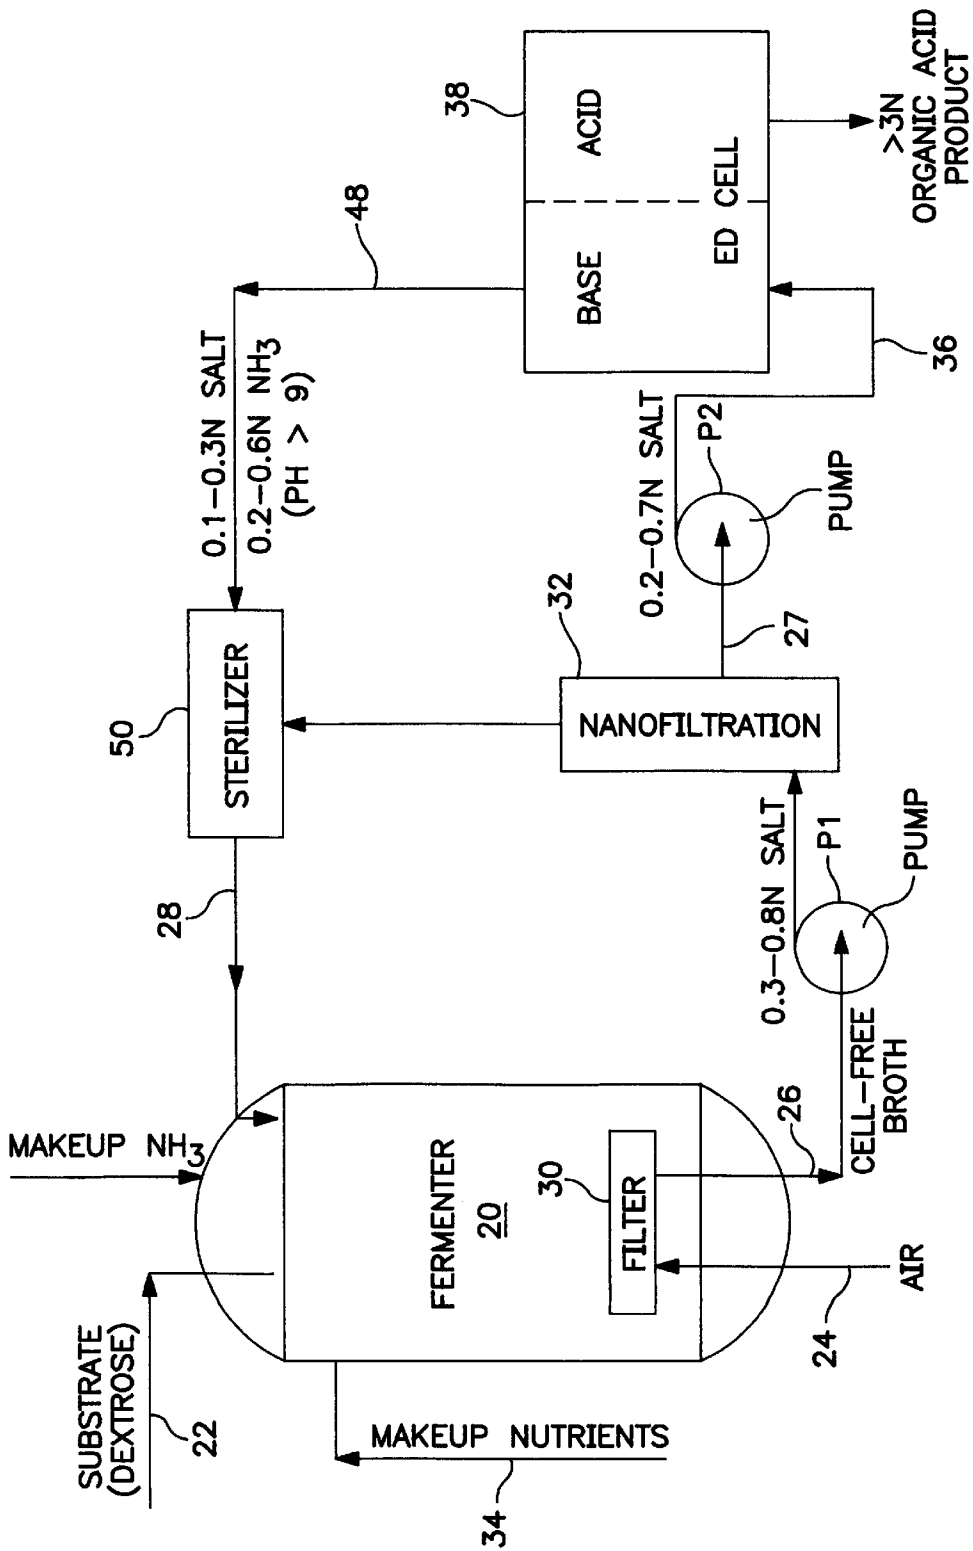 SUBSTRATE
(DEXTROSE)
22
MAKEUP NH3
28
50
STERILIZER
0.1–0.3N SALT
0.2–0.6N NH3
(PH > 9)
48
38
BASE
ACID
ED CELL
>3N
ORGANIC ACID
PRODUCT
36
0.2–0.7N SALT
P2
PUMP
27
32
NANOFILTRATION
0.3–0.8N SALT
P1
PUMP
CELL–FREE
BROTH
26
FERMENTER
20
30
FILTER
AIR
24
MAKEUP NUTRIENTS
34